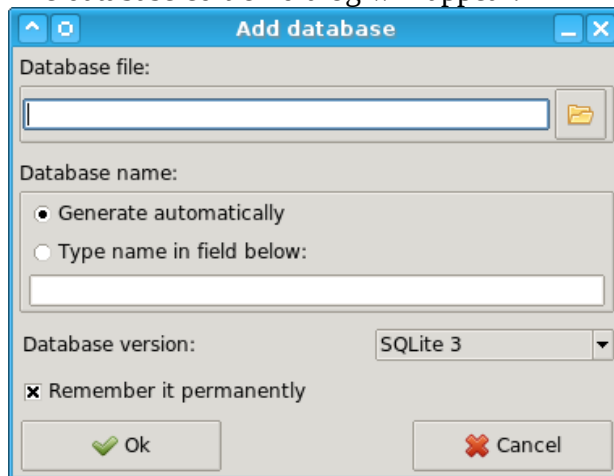 Add database
Database file:
Database name:
Generate automatically
Type name in field below:
Database version: SQLite 3
Remember it permanently
Ok Cancel